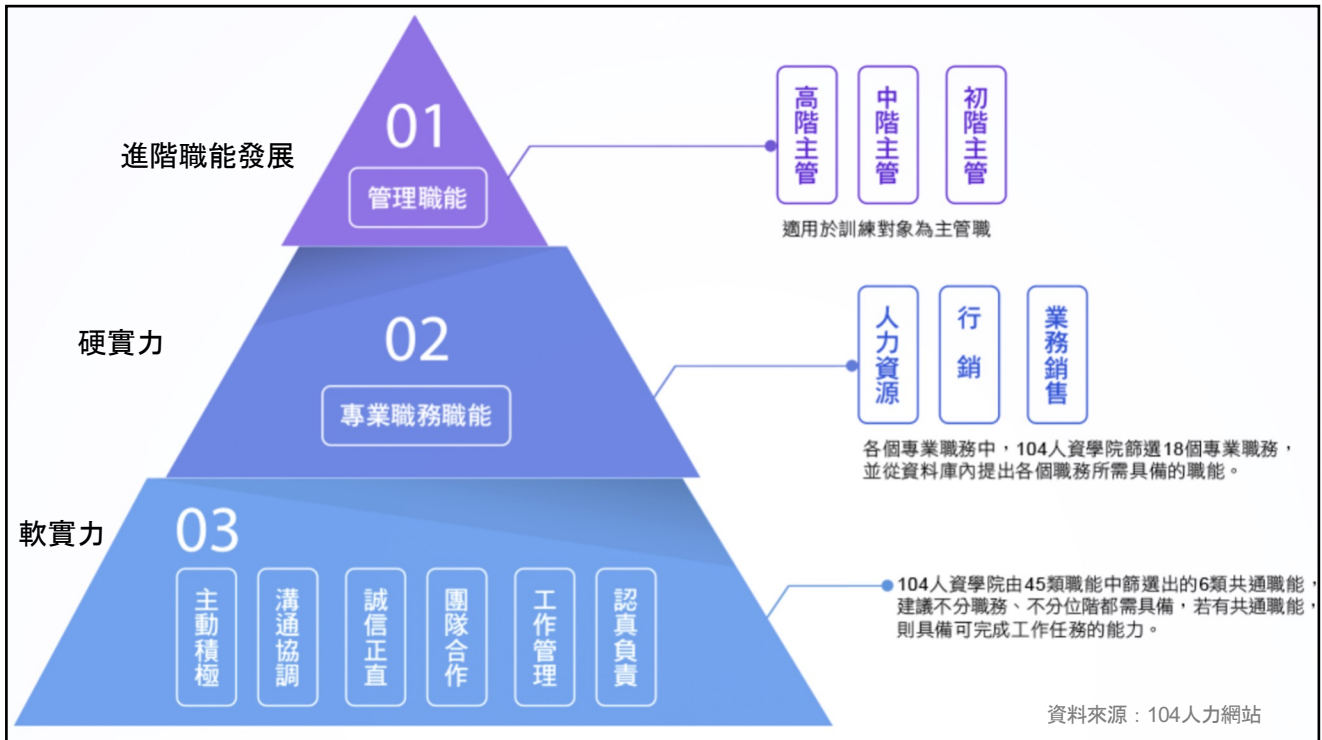 進階職能發展
01
管理職能
高階主管
中階主管
初階主管
適用於訓練對象為主管職
硬實力
02
專業職務職能
人力資源
行銷
業務銷售
各個專業職務中，104人資學院篩選18個專業職務，
並從資料庫內提出各個職務所需具備的職能。
軟實力
03
主動積極
溝通協調
誠信正直
團隊合作
工作管理
認真負責
104人資學院由45類職能中篩選出的6類共通職能，
建議不分職務、不分位階都需具備，若有共通職能，
則具備可完成工作任務的能力。
資料來源：104人力網站